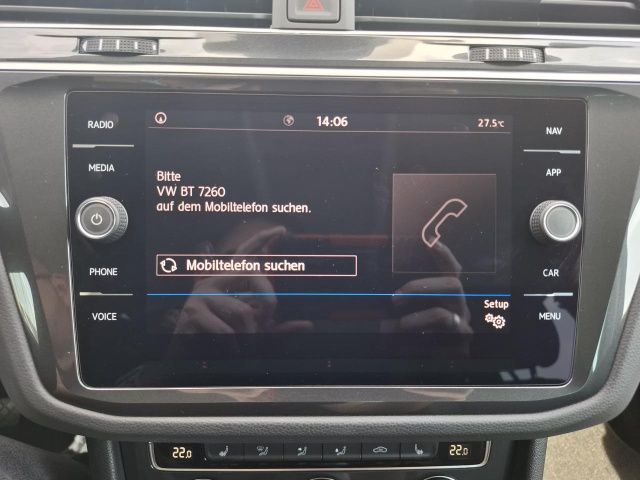 RADIO
MEDIA
PHONE
VOICE
14:06
27.5°C
Bitte
VW BT 7260
auf dem Mobiltelefon suchen.
Mobiltelefon suchen
Setup
NAV
APP
CAR
MENU
22.0
22.0